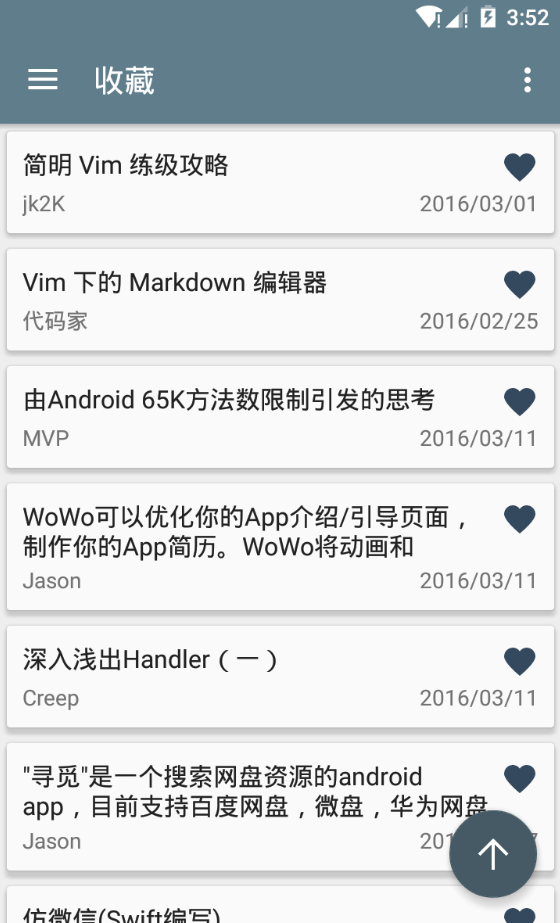 3:52
收藏
简明 Vim 练级攻略
jk2K
2016/03/01
Vim 下的 Markdown 编辑器
代码家
2016/02/25
由Android 65K方法数限制引发的思考
MVP
2016/03/11
WoWo可以优化你的App介绍/引导页面，
制作你的App简历。WoWo将动画和
Jason
2016/03/11
深入浅出Handler（一）
Creep
2016/03/11
"寻觅"是一个搜索网盘资源的android
app，目前支持百度网盘，微盘，华为网盘
Jason
仿微信(Swift编写)